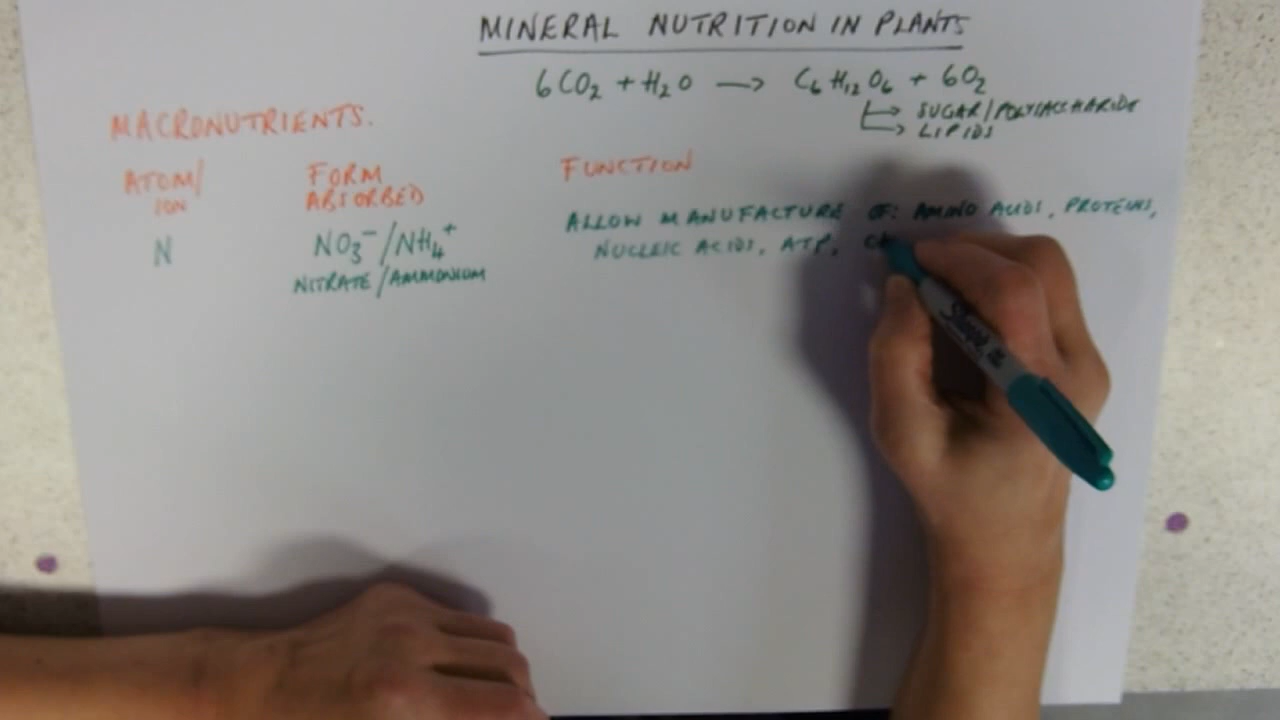 MINERAL NUTRITION IN PLANTS
6CO₂ + H₂O → C₆H₁₂O₆ + 6O₂
→ SUGAR/POLYSACCHARIDE
→ LIPIDS
MACRONUTRIENTS.
ATOM/ION
FORM ABSORBED
FUNCTION
N
NO₃⁻/NH₄⁺
NITRATE/AMMONIUM
ALLOW MANUFACTURE OF: AMINO ACIDS, PROTEINS,
NUCLEIC ACIDS, ATP,
Sharpie